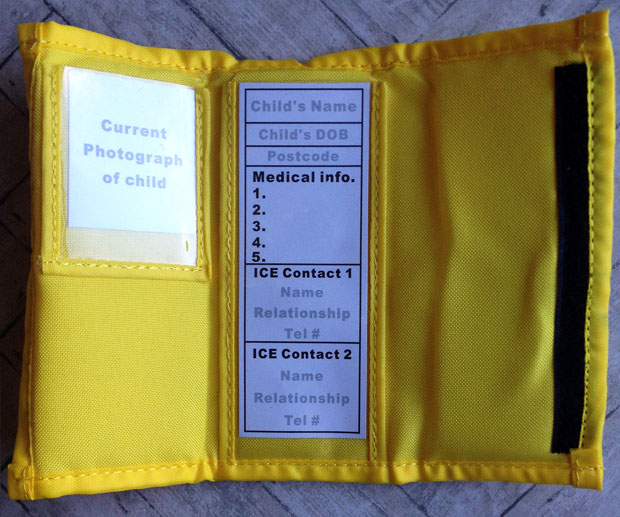 Current
Photograph
of child
Child's Name
Child's DOB
Postcode
Medical info.
1.
2.
3.
4.
5.
ICE Contact 1
Name
Relationship
Tel #
ICE Contact 2
Name
Relationship
Tel #